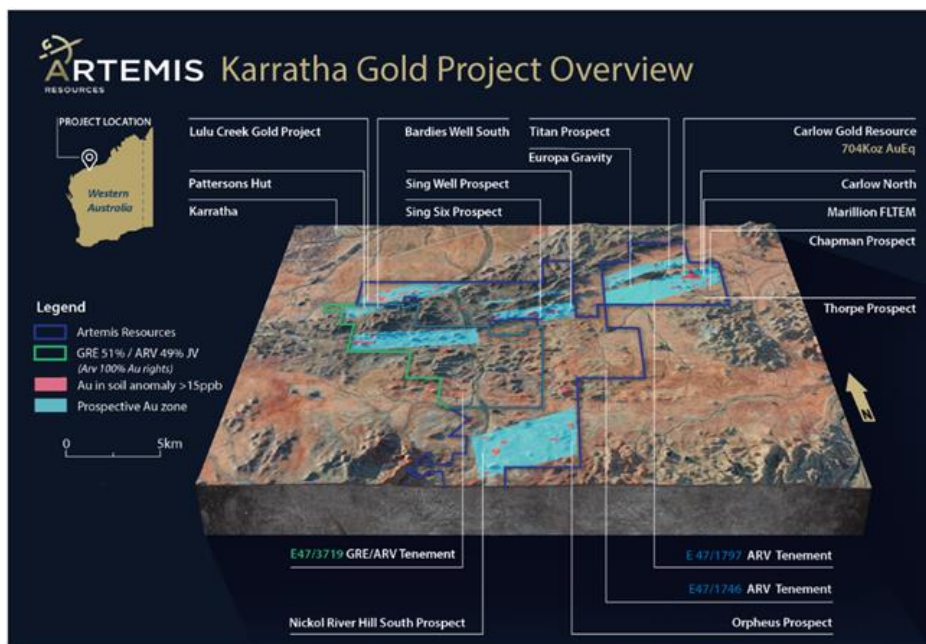 ARTEMIS
RESOURCES
Karratha Gold Project Overview
PROJECT LOCATION
Western
Australia
Lulu Creek Gold Project
Bardies Well South
Titan Prospect
Carlow Gold Resource
704Koz AuEq
Europa Gravity
Pattersons Hut
Sing Well Prospect
Carlow North
Karratha
Sing Six Prospect
Marillion FLTEM
Chapman Prospect
Thorpe Prospect
Legend
Artemis Resources
GRE 51% / ARV 49% JV
(Arv 100% Au rights)
Au in soil anomaly >15ppb
Prospective Au zone
0 5km
N
E47/3719 GRE/ARV Tenement
E 47/1797 ARV Tenement
E47/1746 ARV Tenement
Nickol River Hill South Prospect
Orpheus Prospect